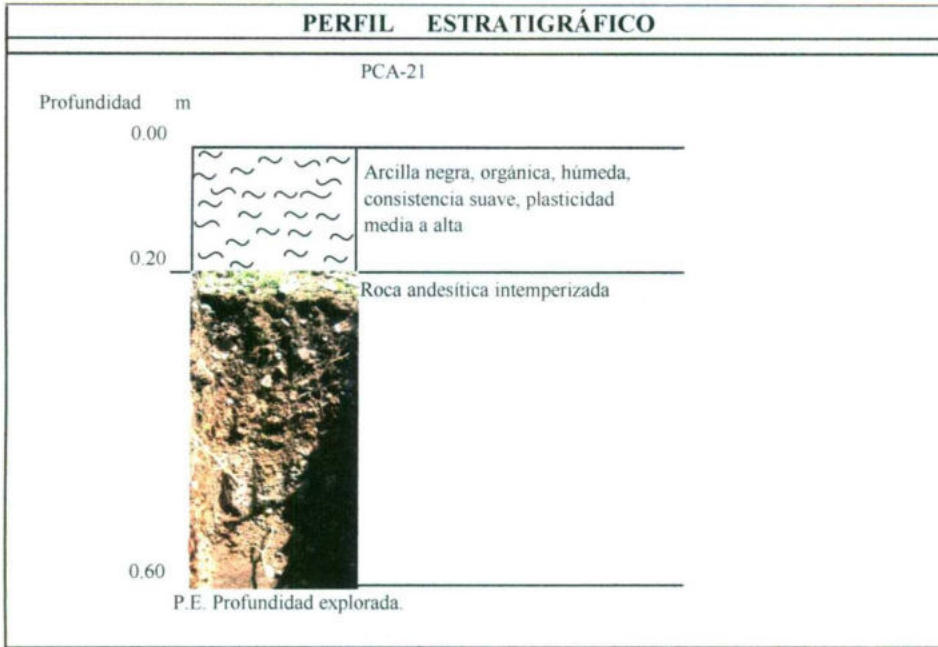 PERFIL ESTRATIGRÁFICO
PCA-21
Profundidad m
0.00
Arcilla negra, orgánica, húmeda,
consistencia suave, plasticidad
media a alta
0.20
Roca andesítica intemperizada
0.60
P.E. Profundidad explorada.